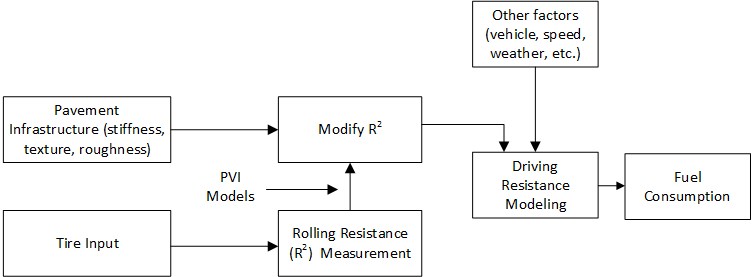 Other factors
(vehicle, speed,
weather, etc.)
Pavement
Infrastructure (stiffness,
texture, roughness)
Modify R²
PVI
Models
Driving
Resistance
Modeling
Fuel
Consumption
Tire Input
Rolling Resistance
(R²) Measurement